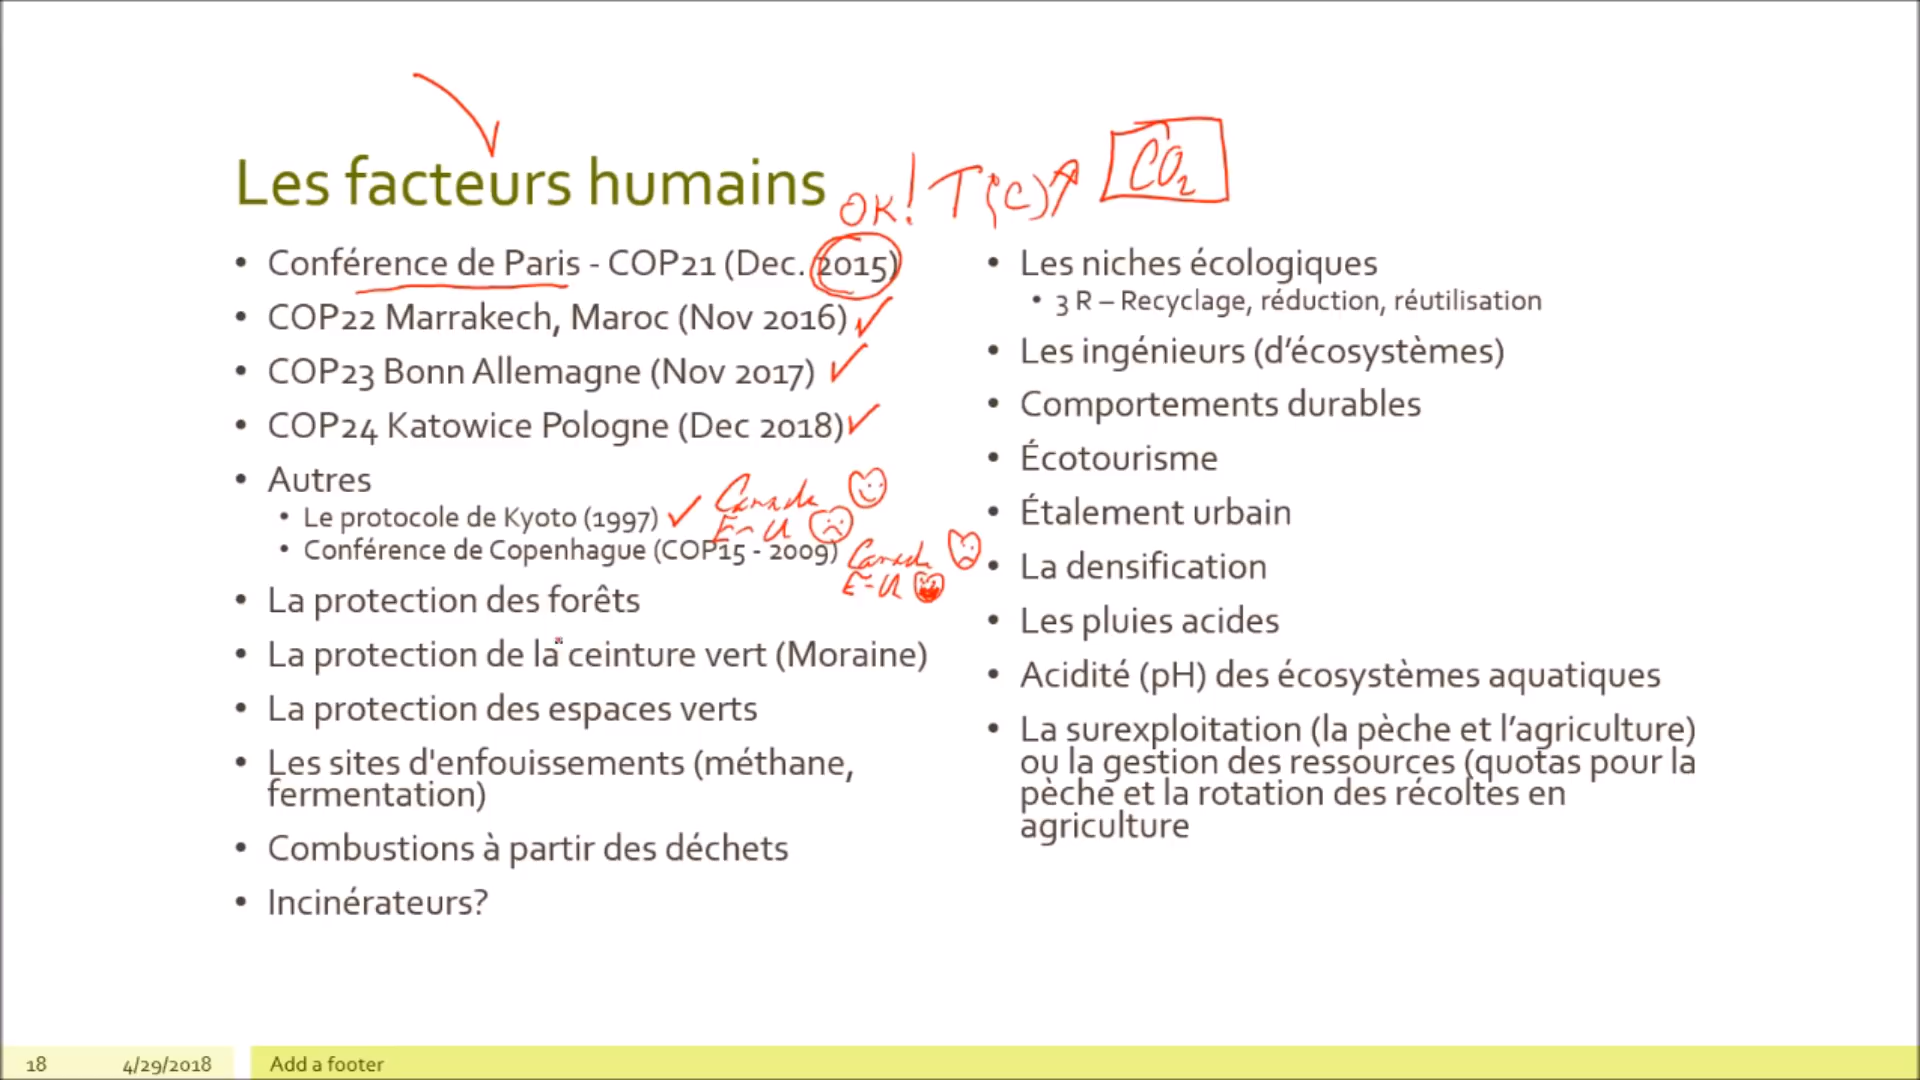 Les facteurs humains
OK! T(C)
CO2
• Conférence de Paris - COP21 (Dec. 2015)
• COP22 Marrakech, Maroc (Nov 2016)
• COP23 Bonn Allemagne (Nov 2017)
• COP24 Katowice Pologne (Dec 2018)
• Autres
• Le protocole de Kyoto (1997)
Canada
E-U
• Conférence de Copenhague (COP15 - 2009)
Canada
E-U
• La protection des forêts
• La protection de la ceinture vert (Moraine)
• La protection des espaces verts
• Les sites d'enfouissements (méthane,
fermentation)
• Combustions à partir des déchets
• Incinérateurs?
• Les niches écologiques
• 3 R – Recyclage, réduction, réutilisation
• Les ingénieurs (d’écosystèmes)
• Comportements durables
• Écotourisme
• Étalement urbain
• La densification
• Les pluies acides
• Acidité (pH) des écosystèmes aquatiques
• La surexploitation (la pèche et l’agriculture)
ou la gestion des ressources (quotas pour la
pèche et la rotation des récoltes en
agriculture
18
4/29/2018
Add a footer